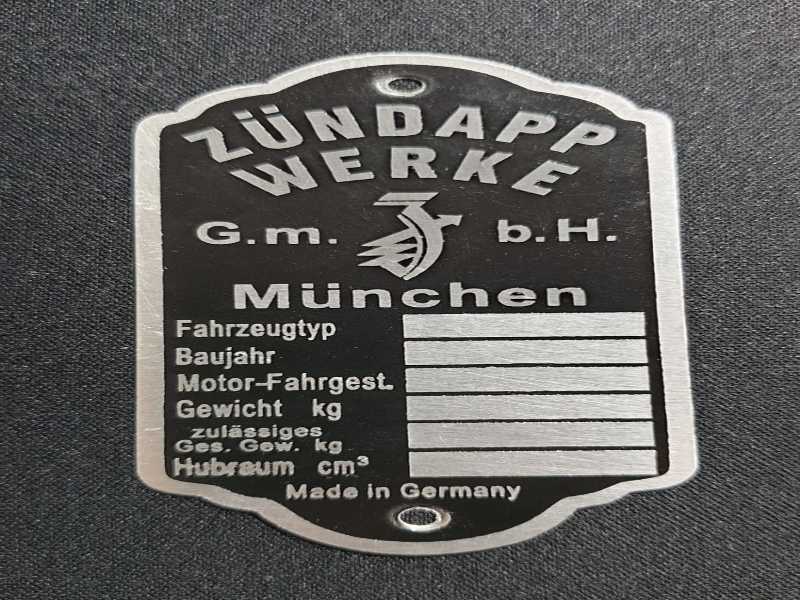 ZÜNDAPP
WERKE
G.m. b.H.
München
Fahrzeugtyp
Baujahr
Motor-Fahrgest.
Gewicht kg
zulässiges
Ges. Gew. kg
Hubraum cm³
Made in Germany